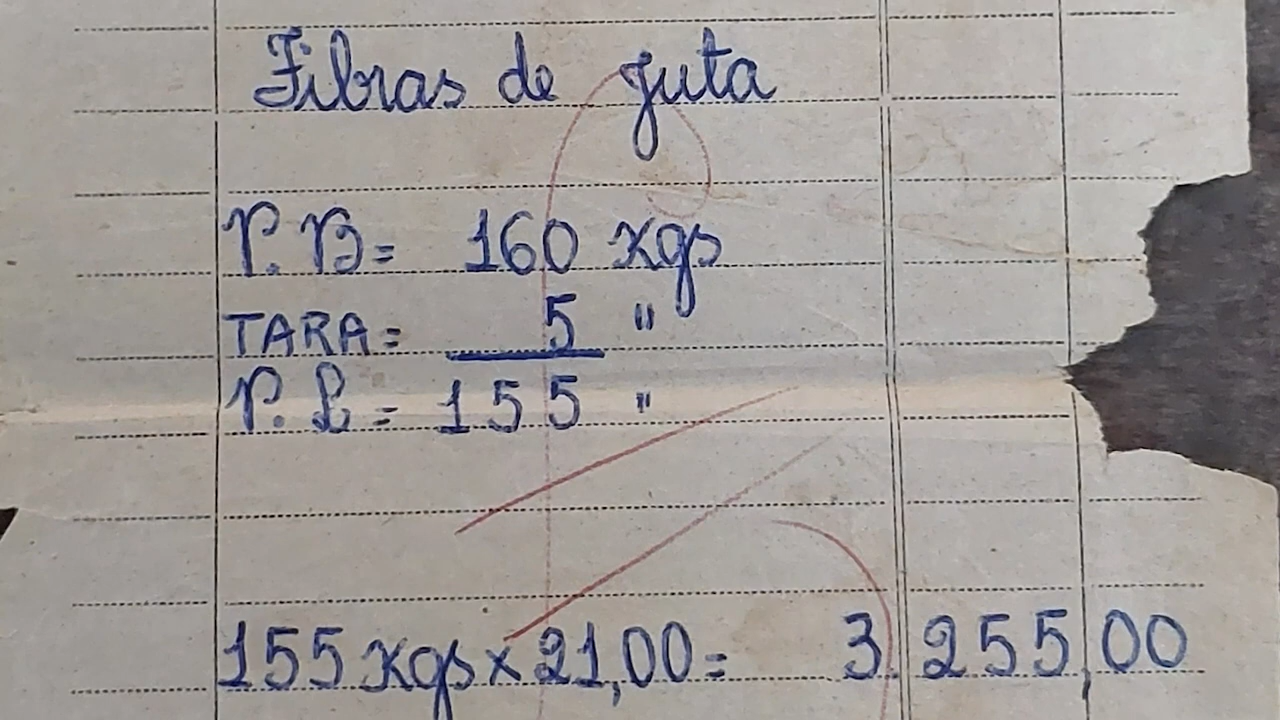 Fibras de juta
P. B= 160 kgs
TARA= 5 "
P. L= 155 "
155 kgs x 21,00= 3.255,00